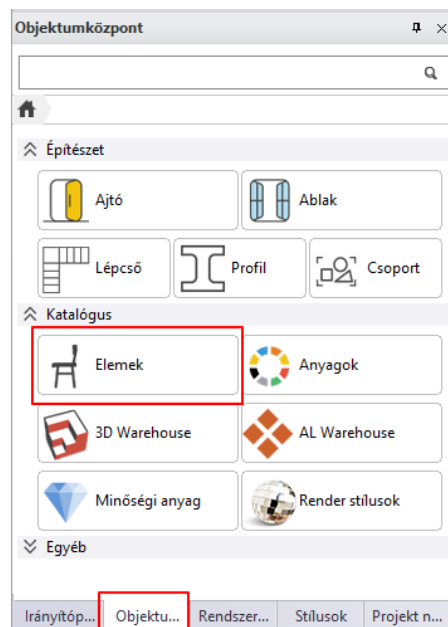 Objektumközpont
Építészet
Ajtó
Ablak
Lépcső
Profil
Csoport
Katalógus
Elemek
Anyagok
3D Warehouse
AL Warehouse
Minőségi anyag
Render stílusok
Egyéb
Irányítóp... Objektu... Rendszer... Stílusok Projekt n...